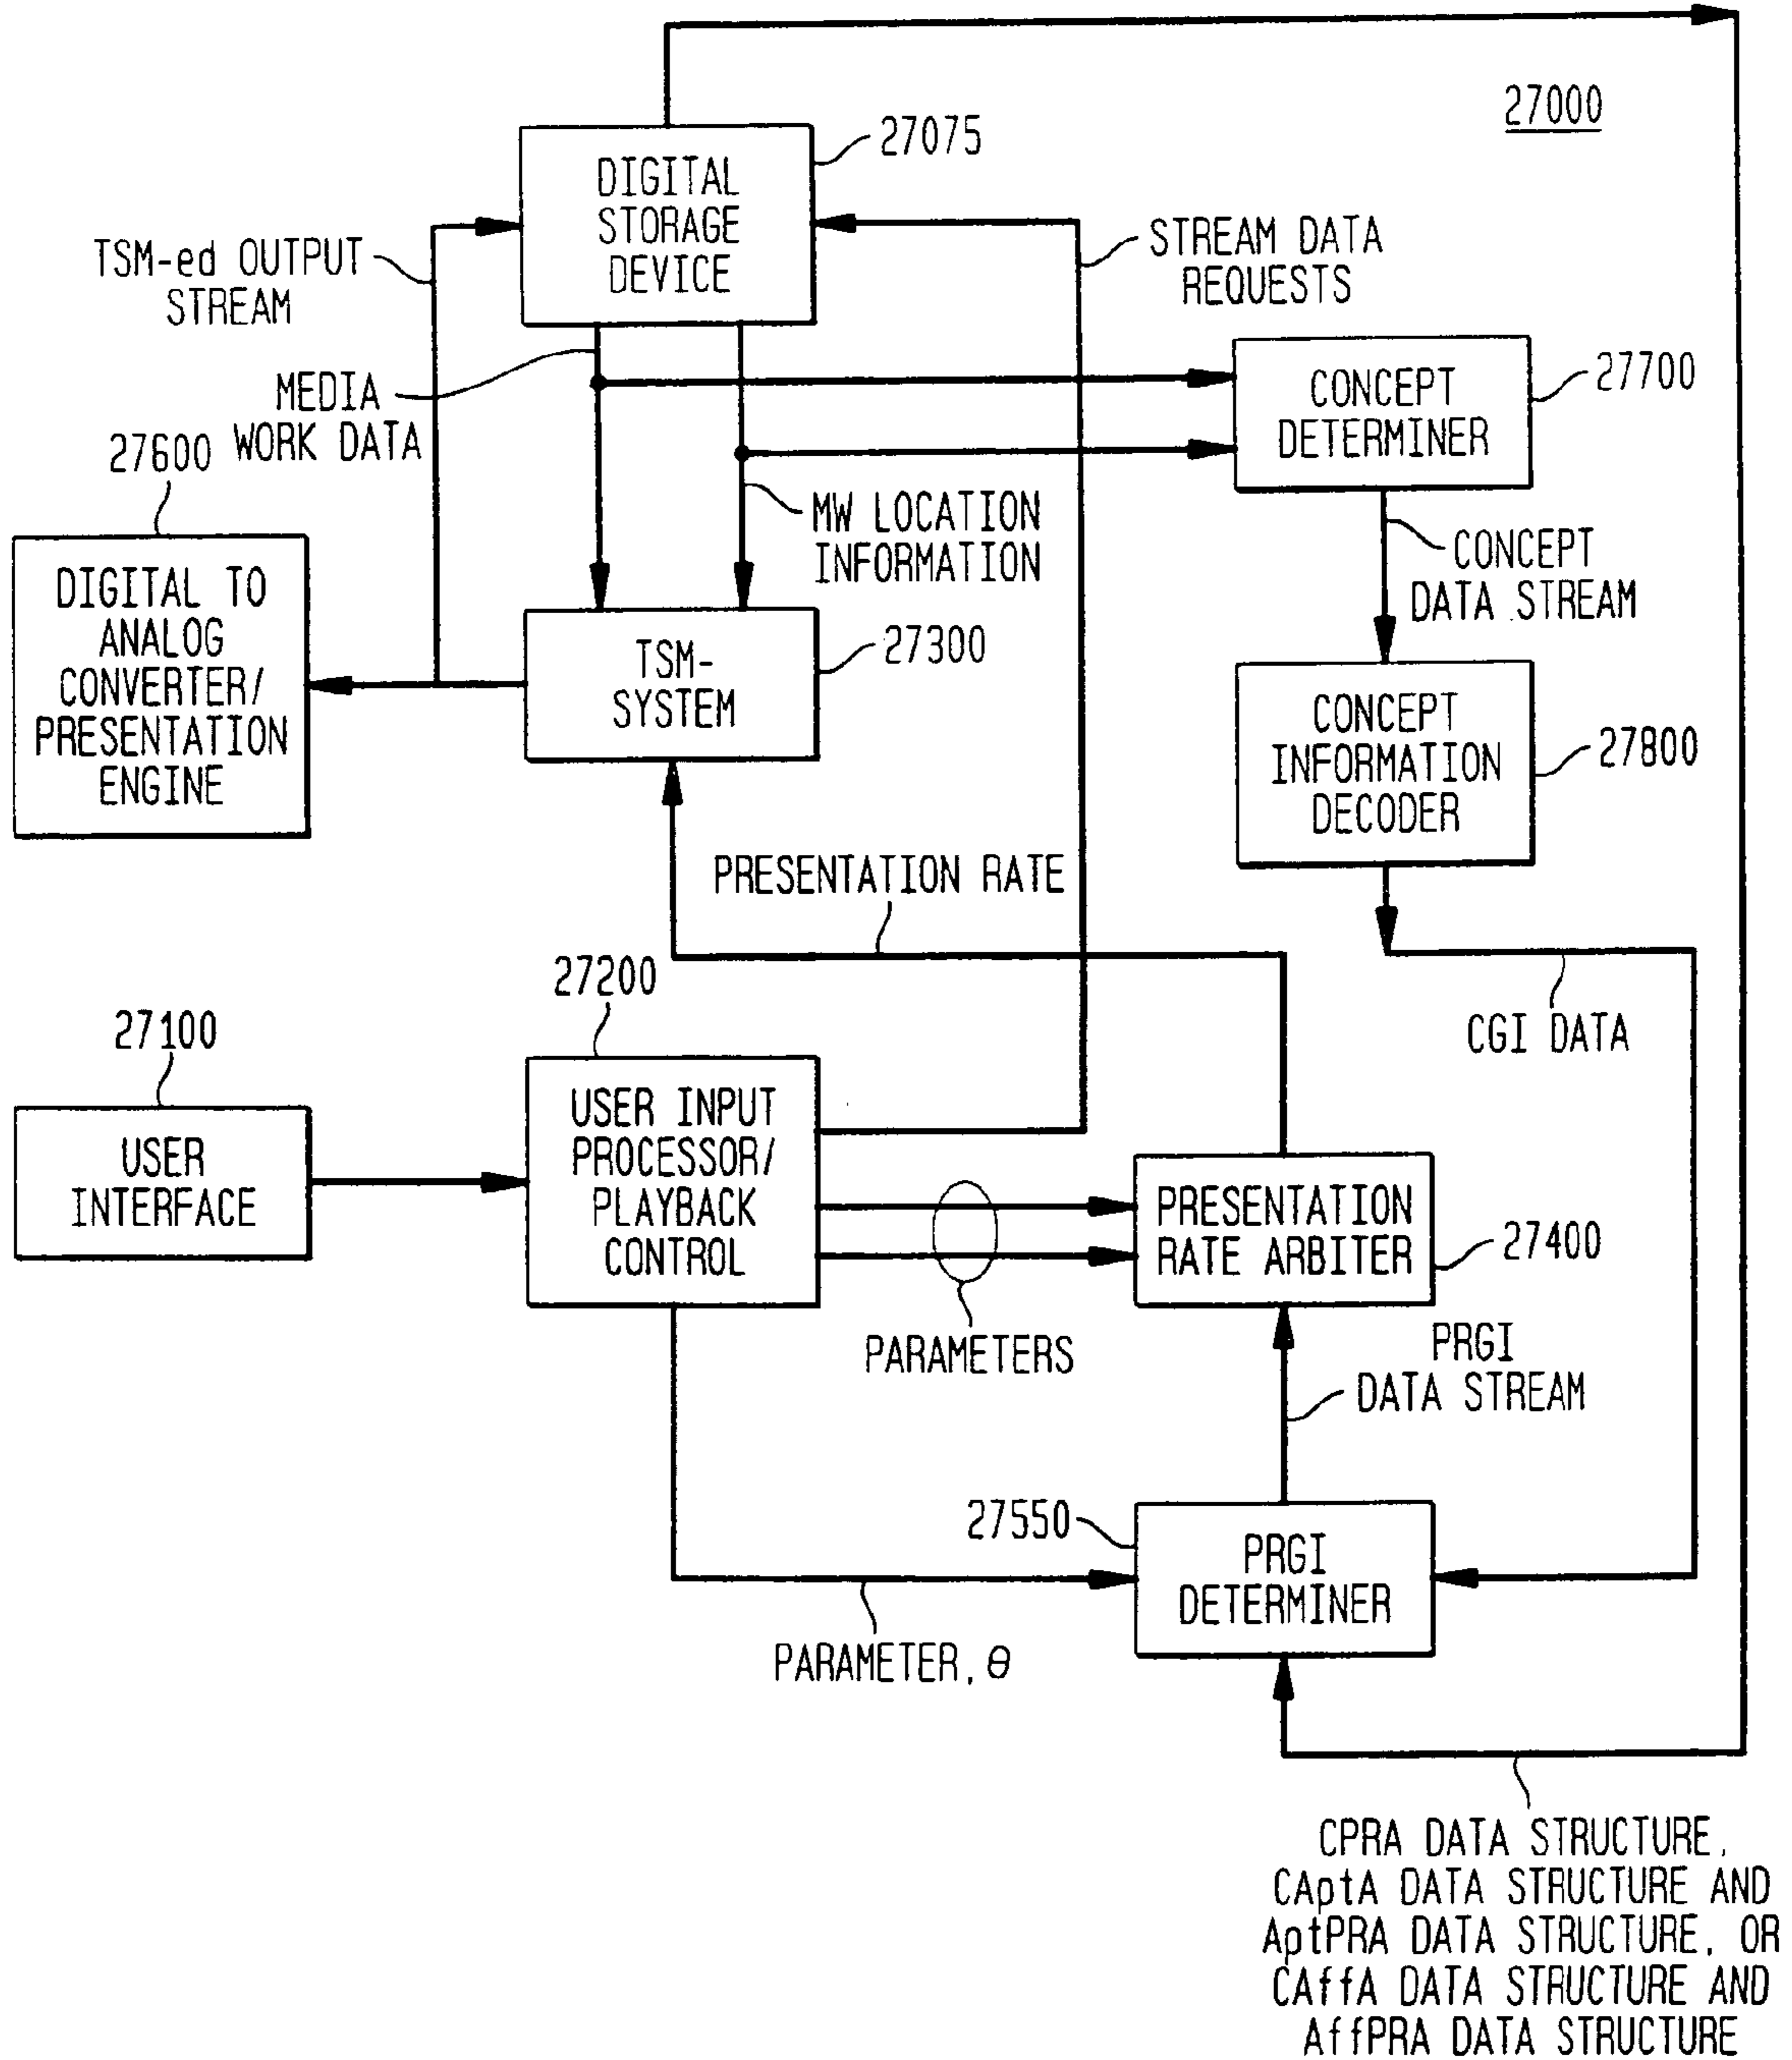 27000
27075
DIGITAL
STORAGE
DEVICE
TSM-ed OUTPUT
STREAM
STREAM DATA
REQUESTS
MEDIA
WORK DATA
27700
CONCEPT
DETERMINER
27600
MW LOCATION
INFORMATION
CONCEPT
DATA STREAM
DIGITAL TO
ANALOG
CONVERTER/
PRESENTATION
ENGINE
TSM-
SYSTEM
27300
CONCEPT
INFORMATION
DECODER
27800
PRESENTATION RATE
27200
CGI DATA
27100
USER
INTERFACE
USER INPUT
PROCESSOR/
PLAYBACK
CONTROL
PRESENTATION
RATE ARBITER
27400
PARAMETERS
PRGI
DATA STREAM
27550
PRGI
DETERMINER
PARAMETER, θ
CPRA DATA STRUCTURE,
CAptA DATA STRUCTURE AND
AptPRA DATA STRUCTURE, OR
CAffA DATA STRUCTURE AND
AffPRA DATA STRUCTURE